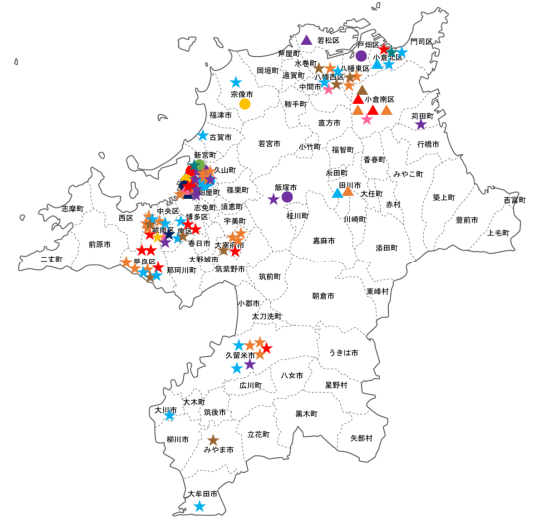 若松区
戸畑区
門司区
芦屋町
小倉北区
水巻町
八幡東区
岡垣町
遠賀町
八幡西区
中間市
宗像市
鞍手町
小倉南区
福津市
直方市
苅田町
古賀市
若宮市
小竹町
福智町
行橋市
新宮町
香春町
久山町
糸田町
みやこ町
篠栗町
飯塚市
田川市
大任町
築上町
吉富町
志摩町
志免町
須恵町
赤村
西区
中央区
博多区
宇美町
桂川町
川崎町
豊前市
上毛町
前原市
春日市
大宰府市
嘉麻市
添田町
二丈町
早良区
那珂川町
大野城市
筑紫野市
筑前町
朝倉市
東峰村
小郡市
太刀洗町
久留米市
うきは市
広川町
八女市
星野村
大木町
大川市
筑後市
黒木町
柳川市
立花町
矢部村
みやま市
大牟田市